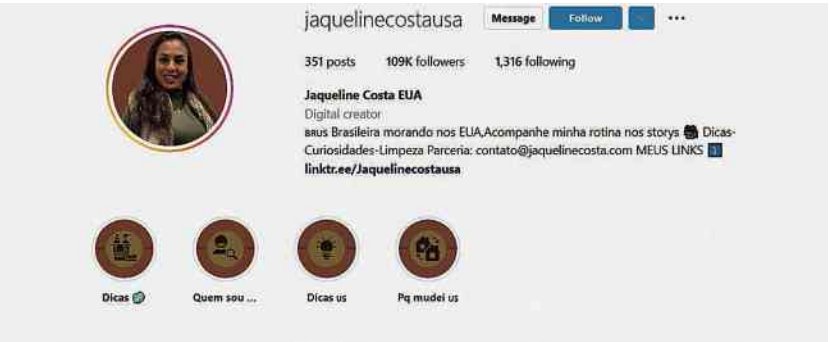 jaquelinecostausa Message Follow
351 posts 109K followers 1,316 following
Jaqueline Costa EUA
Digital creator
BRUS Brasileira morando nos EUA,Acompanhe minha rotina nos storys Dicas-
Curiosidades-Limpeza Parceria: contato@jaquelinecosta.com MEUS LINKS
linktr.ee/Jaquelinecostausa
Dicas Quem sou ... Dicas us Pq mudei us